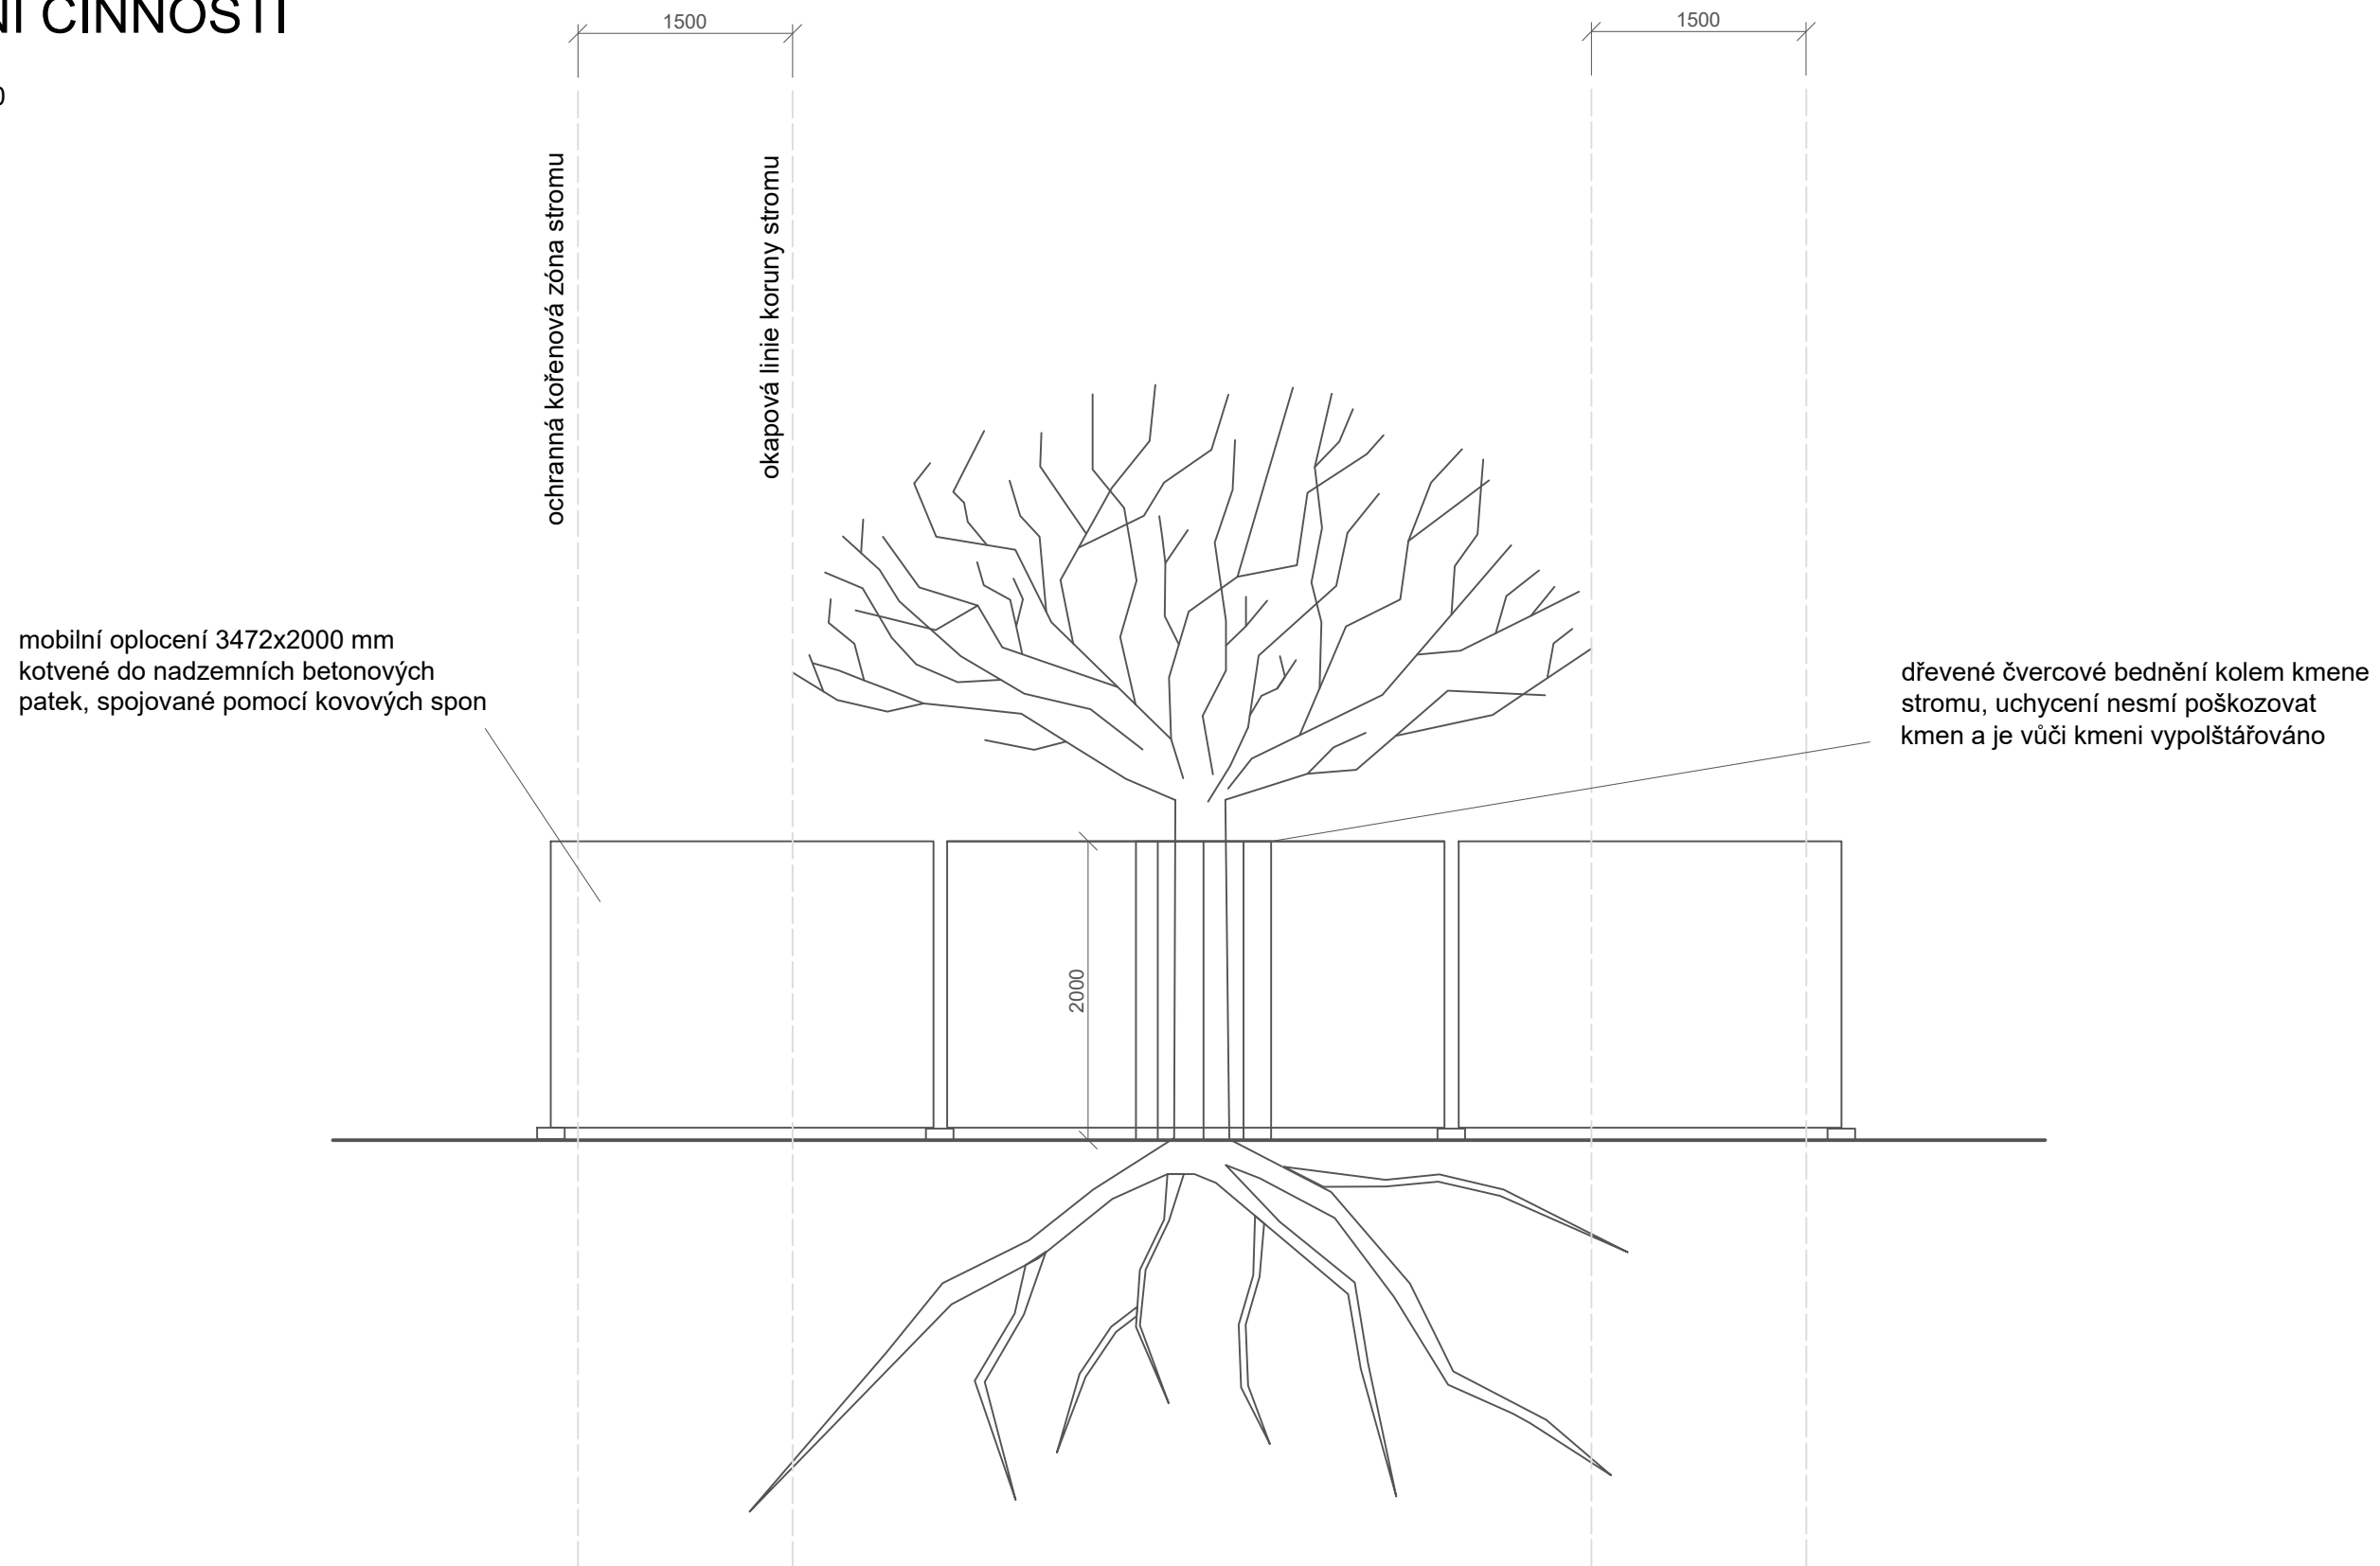 NÍ ČINNOSTI
0
1500
1500
ochranná kořenová zóna stromu
okapová linie koruny stromu
mobilní oplocení 3472x2000 mm
kotvené do nadzemních betonových
patek, spojované pomocí kovových spon
dřevené čvercové bednění kolem kmene
stromu, uchycení nesmí poškozovat
kmen a je vůči kmeni vypolštářováno
2000